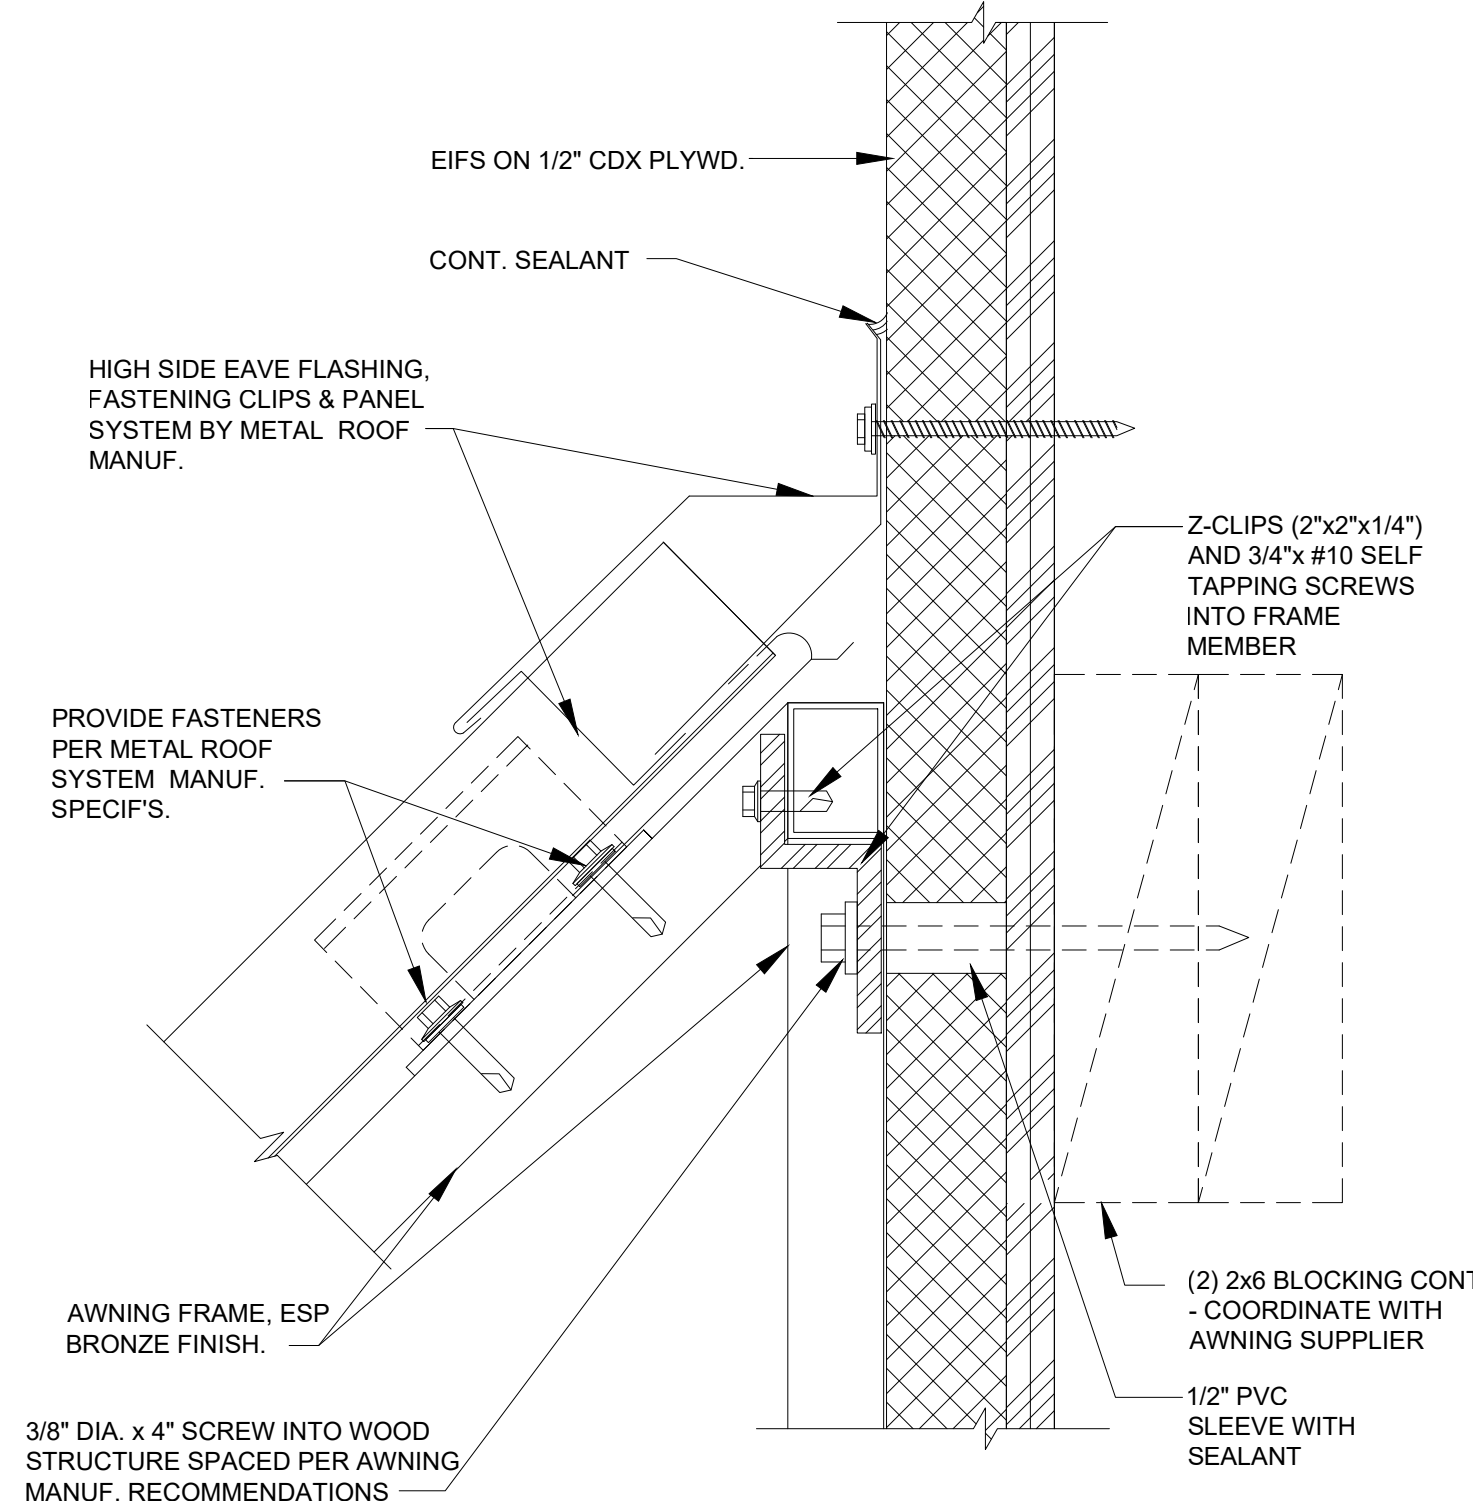 EIFS ON 1/2" CDX PLYWD.
CONT. SEALANT
HIGH SIDE EAVE FLASHING,
FASTENING CLIPS & PANEL
SYSTEM BY METAL ROOF
MANUF.
Z-CLIPS (2"x2"x1/4")
AND 3/4"x #10 SELF
TAPPING SCREWS
INTO FRAME
MEMBER
PROVIDE FASTENERS
PER METAL ROOF
SYSTEM MANUF.
SPECIF'S.
(2) 2x6 BLOCKING CONT
- COORDINATE WITH
AWNING SUPPLIER
AWNING FRAME, ESP
BRONZE FINISH.
1/2" PVC
SLEEVE WITH
SEALANT
3/8" DIA. x 4" SCREW INTO WOOD
STRUCTURE SPACED PER AWNING
MANUF. RECOMMENDATIONS